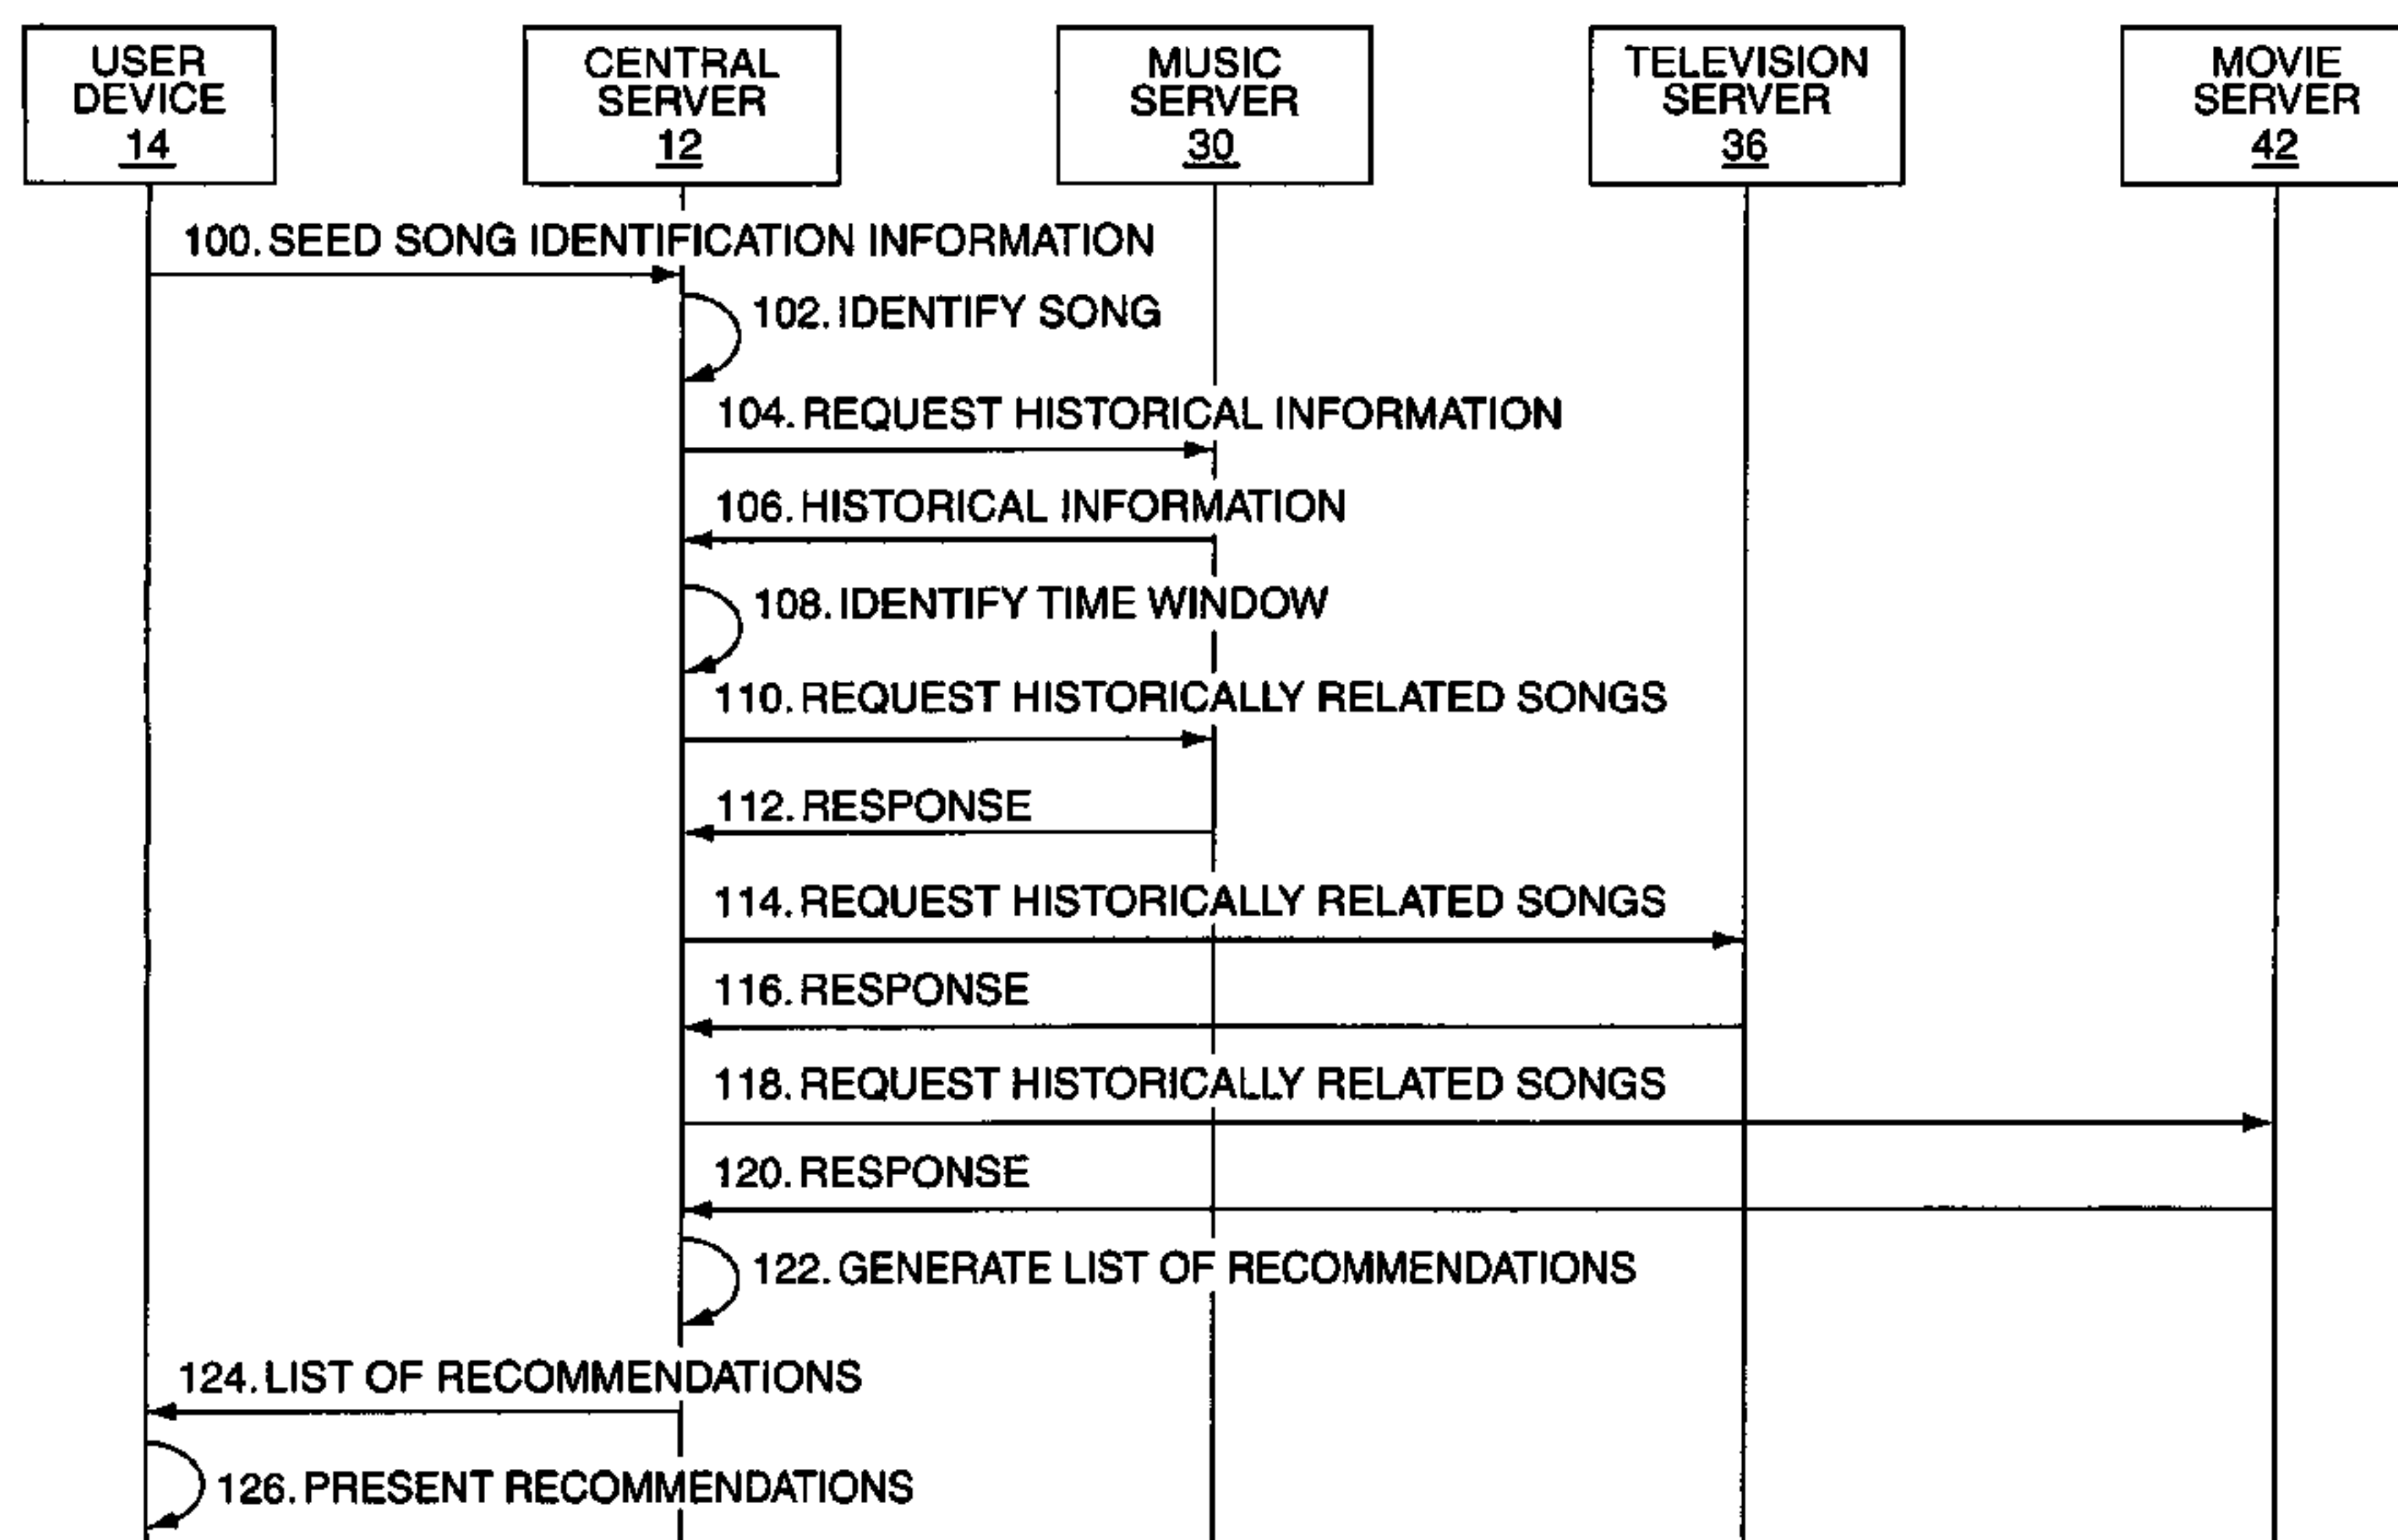 USER
DEVICE
14
CENTRAL
SERVER
12
MUSIC
SERVER
30
TELEVISION
SERVER
36
MOVIE
SERVER
42
100. SEED SONG IDENTIFICATION INFORMATION
102. IDENTIFY SONG
104. REQUEST HISTORICAL INFORMATION
106. HISTORICAL INFORMATION
108. IDENTIFY TIME WINDOW
110. REQUEST HISTORICALLY RELATED SONGS
112. RESPONSE
114. REQUEST HISTORICALLY RELATED SONGS
116. RESPONSE
118. REQUEST HISTORICALLY RELATED SONGS
120. RESPONSE
122. GENERATE LIST OF RECOMMENDATIONS
124. LIST OF RECOMMENDATIONS
126. PRESENT RECOMMENDATIONS